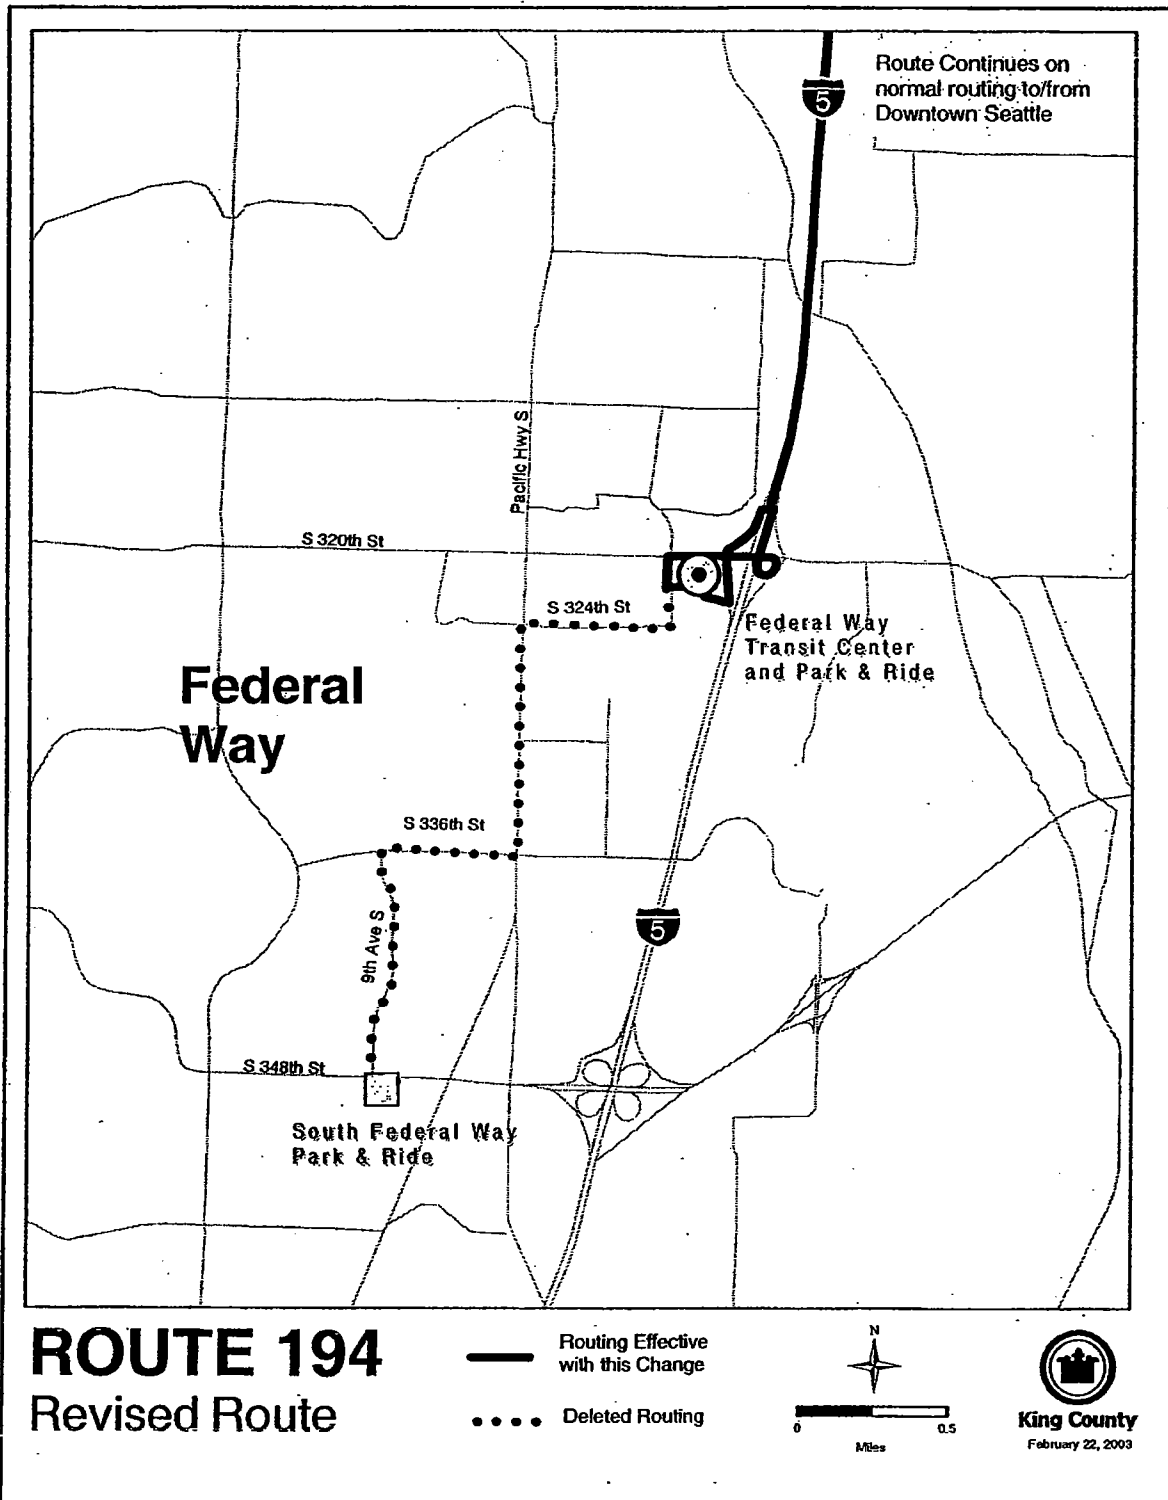 5
Route Continues on
normal routing to/from
Downtown Seattle
Pacific Hwy S
S 320th St
S 324th St
Federal Way
Transit Center
and Park & Ride
Federal
Way
S 336th St
9th Ave S
5
S 348th St
South Federal Way
Park & Ride
ROUTE 194
Revised Route
Routing Effective
with this Change
Deleted Routing
N
0
0.5
Miles
King County
February 22, 2003